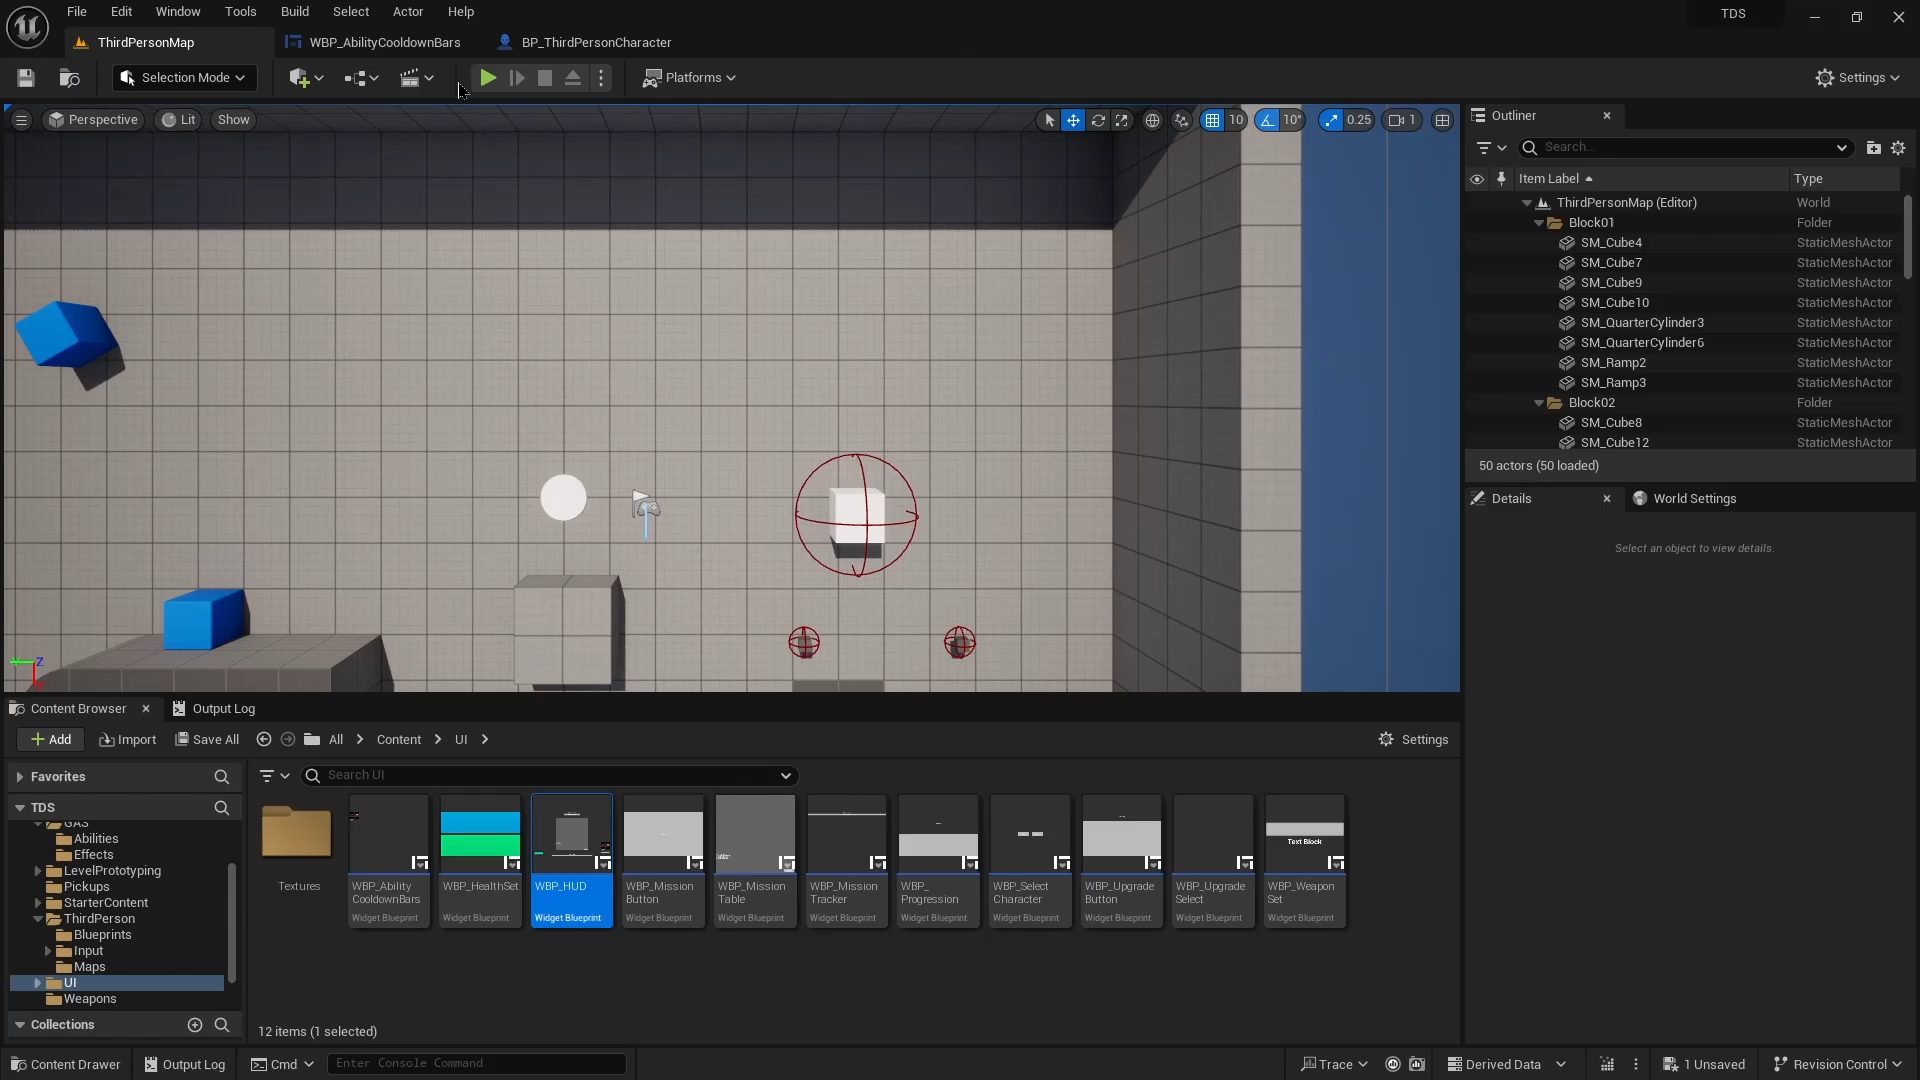 File Edit Window Tools Build Select Actor Help
TDS
ThirdPersonMap
WBP_AbilityCooldownBars
BP_ThirdPersonCharacter
Selection Mode
Platforms
Settings
Perspective
Lit
Show
10
10°
0.25
1
Outliner
Search...
Item Label
Type
ThirdPersonMap (Editor) World
Block01 Folder
SM_Cube4 StaticMeshActor
SM_Cube7 StaticMeshActor
SM_Cube9 StaticMeshActor
SM_Cube10 StaticMeshActor
SM_QuarterCylinder3 StaticMeshActor
SM_QuarterCylinder6 StaticMeshActor
SM_Ramp2 StaticMeshActor
SM_Ramp3 StaticMeshActor
Block02 Folder
SM_Cube8 StaticMeshActor
SM_Cube12 StaticMeshActor
50 actors (50 loaded)
Details
World Settings
Select an object to view details.
Z
Content Browser
Output Log
Add
Import
Save All
All
Content
UI
Settings
Favorites
Search UI
TDS
GAS
Abilities
Effects
LevelPrototyping
Pickups
StarterContent
ThirdPerson
Blueprints
Input
Maps
UI
Weapons
Collections
Textures
WBP_Ability
CooldownBars
Widget Blueprint
WBP_HealthSet
Widget Blueprint
WBP_HUD
Widget Blueprint
WBP_Mission
Button
Widget Blueprint
WBP_Mission
Table
Widget Blueprint
WBP_Mission
Tracker
Widget Blueprint
WBP_
Progression
Widget Blueprint
WBP_Select
Character
Widget Blueprint
WBP_Upgrade
Button
Widget Blueprint
WBP_Upgrade
Select
Widget Blueprint
Text Block
WBP_Weapon
Set
Widget Blueprint
12 items (1 selected)
Content Drawer
Output Log
Cmd
Enter Console Command
Trace
Derived Data
1 Unsaved
Revision Control